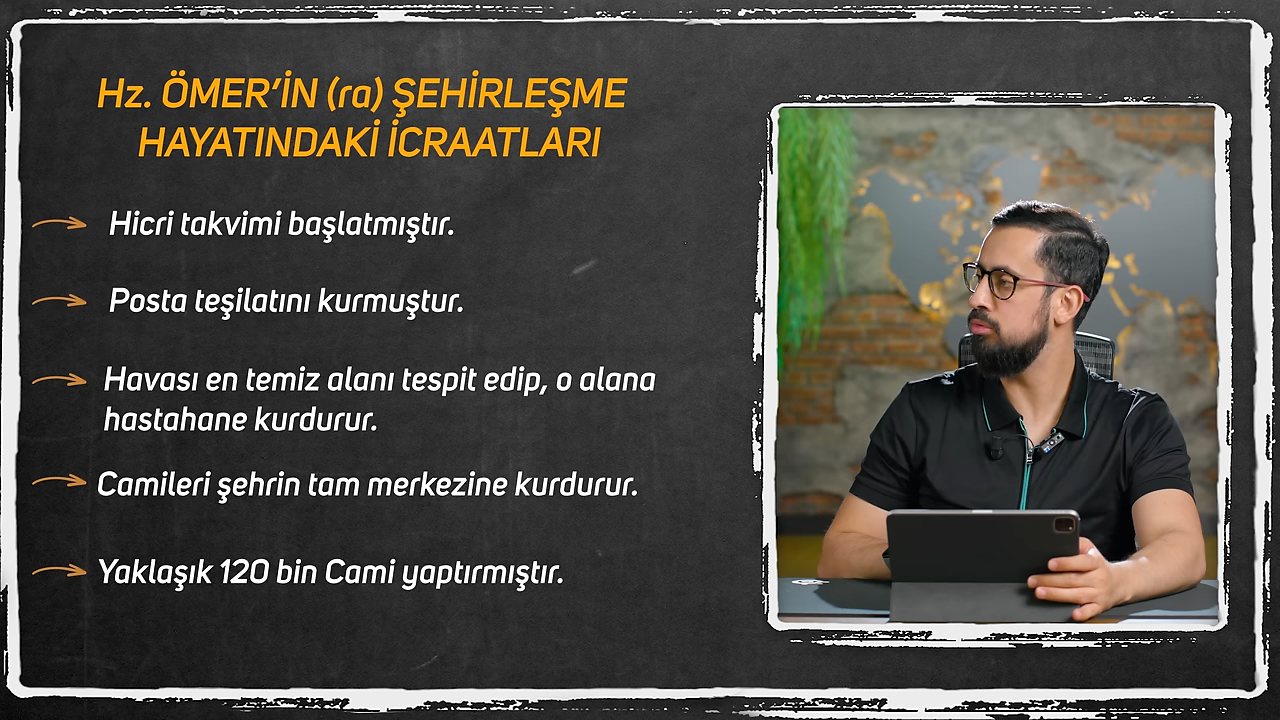 Hz. ÖMER'İN (ra) ŞEHİRLEŞME
HAYATINDAKİ İCRAATLARI
Hicri takvimi başlatmıştır.
Posta teşilatını kurmuştur.
Havası en temiz alanı tespit edip, o alana
hastahane kurdurur.
Camileri şehrin tam merkezine kurdurur.
Yaklaşık 120 bin Cami yaptırmıştır.